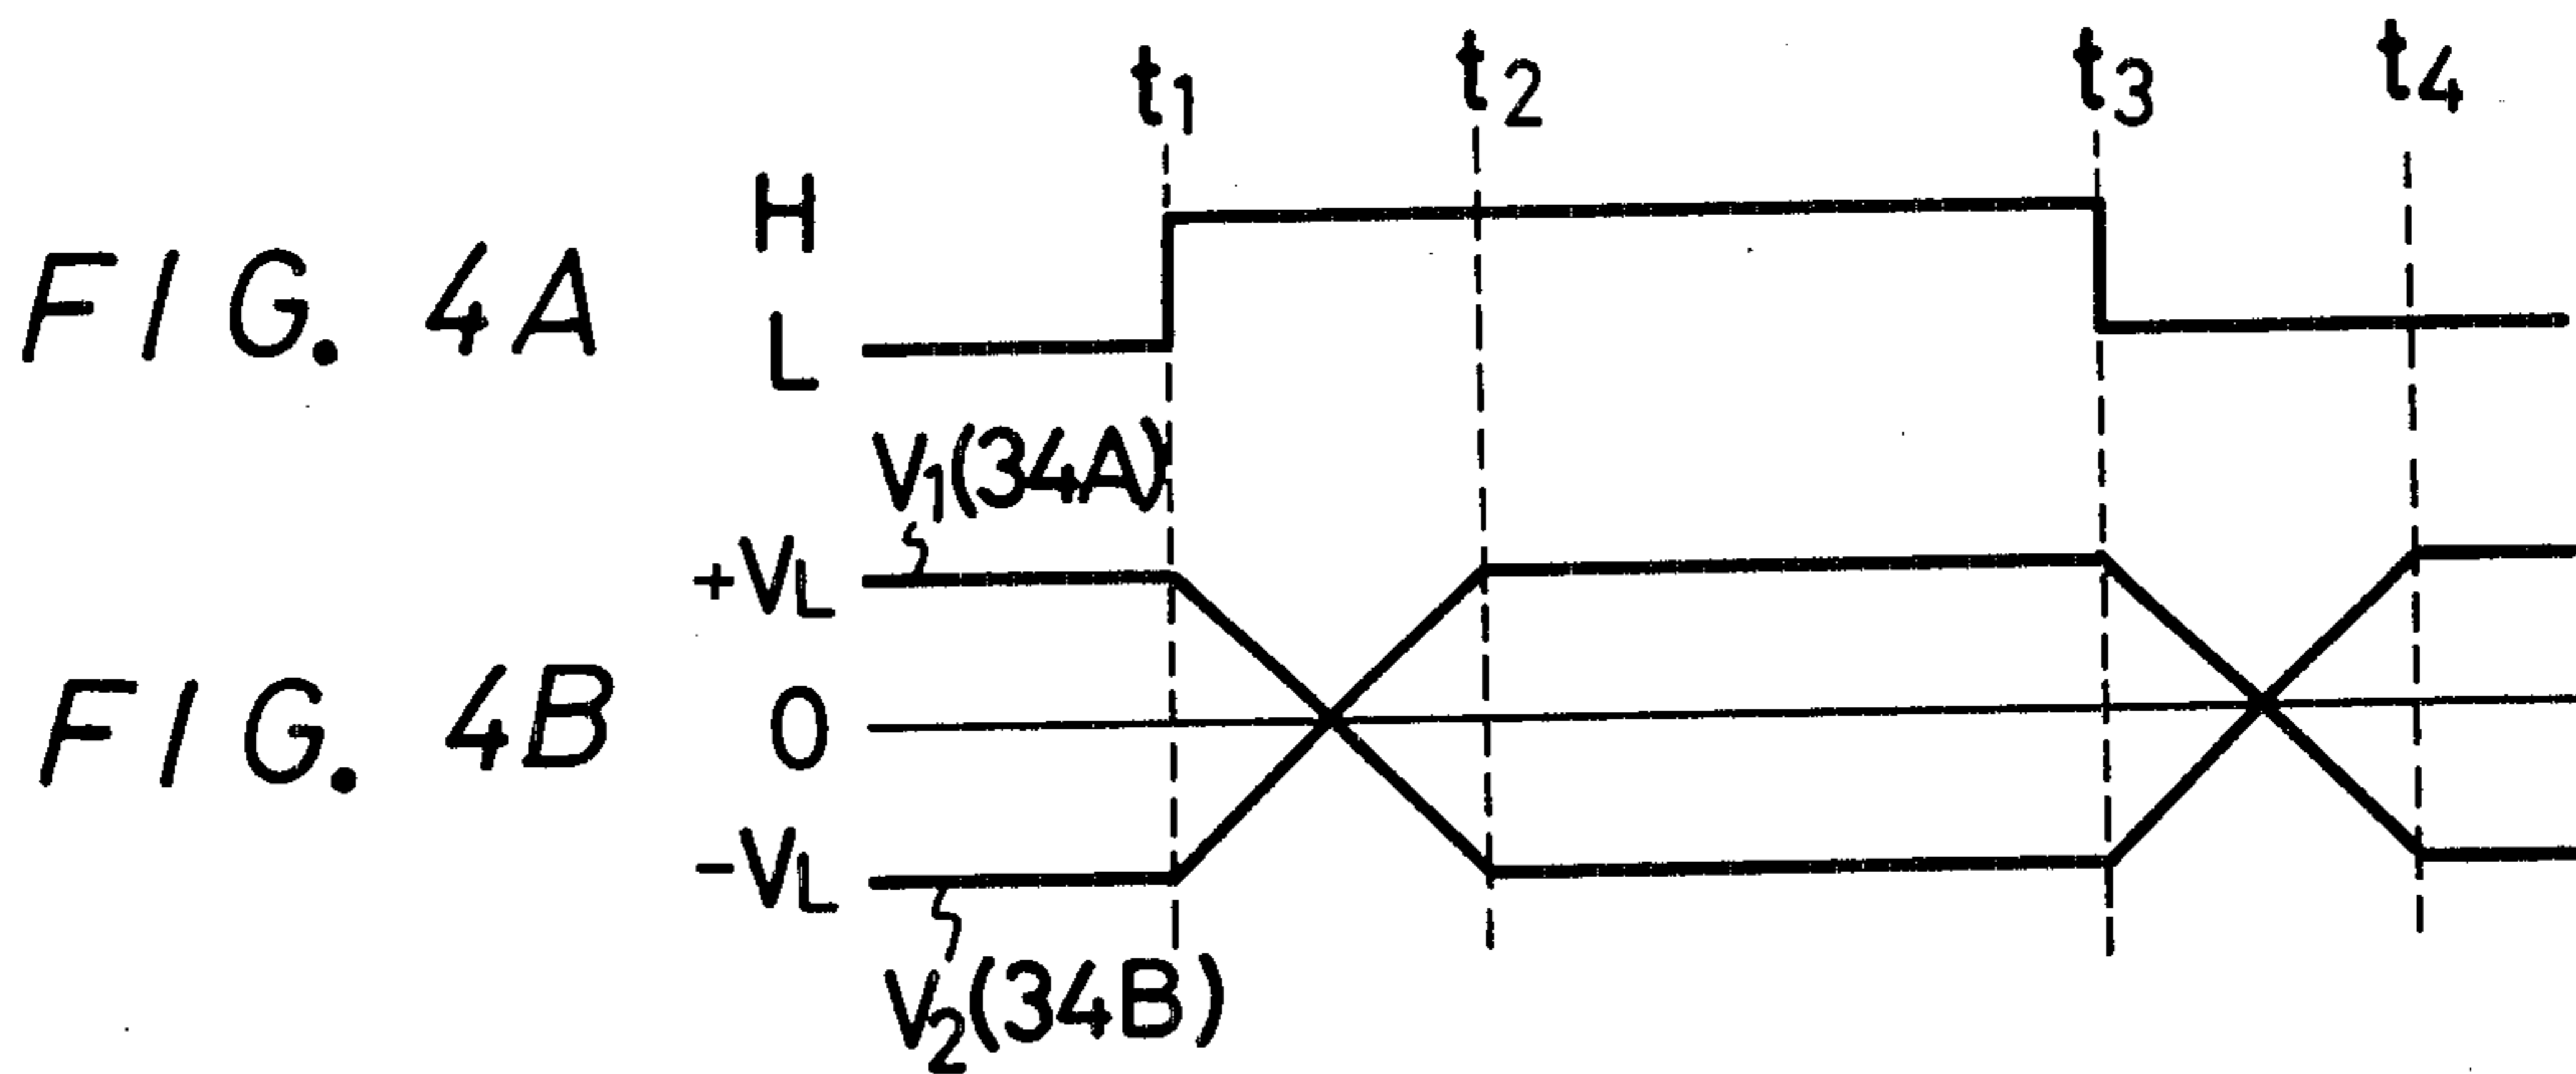 t1 t2 t3 t4
FIG. 4A
H
L
V1(34A)
+VL
FIG. 4B
0
-VL
V2(34B)